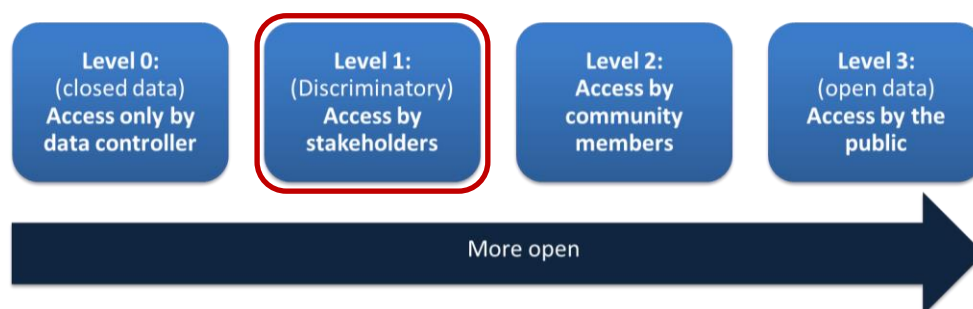 Level 0:
(closed data)
Access only by
data controller
Level 1:
(Discriminatory)
Access by
stakeholders
Level 2:
Access by
community
members
Level 3:
(open data)
Access by the
public
More open